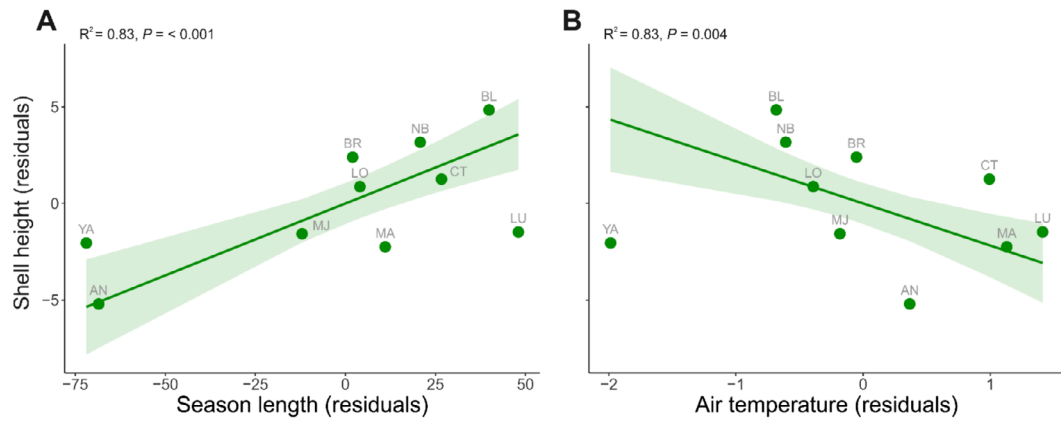 A
R² = 0.83, P = < 0.001
Shell height (residuals)
5
0
−5
BL
NB
BR
LO
CT
YA
MJ
MA
LU
AN
−75
−50
−25
0
25
50
Season length (residuals)
B
R² = 0.83, P = 0.004
BL
NB
BR
LO
CT
YA
MJ
MA
LU
AN
−2
−1
0
1
Air temperature (residuals)